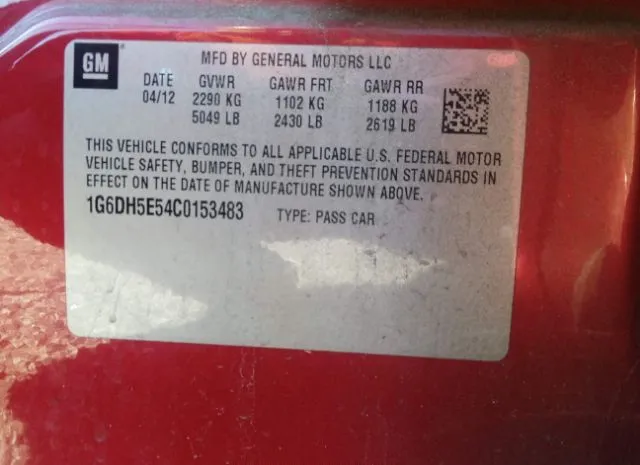 GM
MFD BY GENERAL MOTORS LLC
DATE GVWR GAWR FRT GAWR RR
04/12 2290 KG 1102 KG 1188 KG
5049 LB 2430 LB 2619 LB
THIS VEHICLE CONFORMS TO ALL APPLICABLE U.S. FEDERAL MOTOR
VEHICLE SAFETY, BUMPER, AND THEFT PREVENTION STANDARDS IN
EFFECT ON THE DATE OF MANUFACTURE SHOWN ABOVE.
1G6DH5E54C0153483 TYPE: PASS CAR